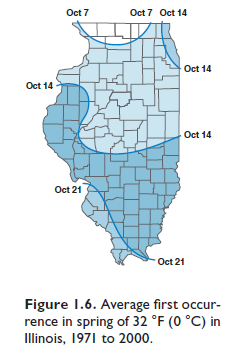 Oct 7 Oct 7 Oct 14
Oct 14
Oct 14
Oct 14
Oct 21
Oct 21
Figure 1.6. Average first occur-
rence in spring of 32 °F (0 °C) in
Illinois, 1971 to 2000.